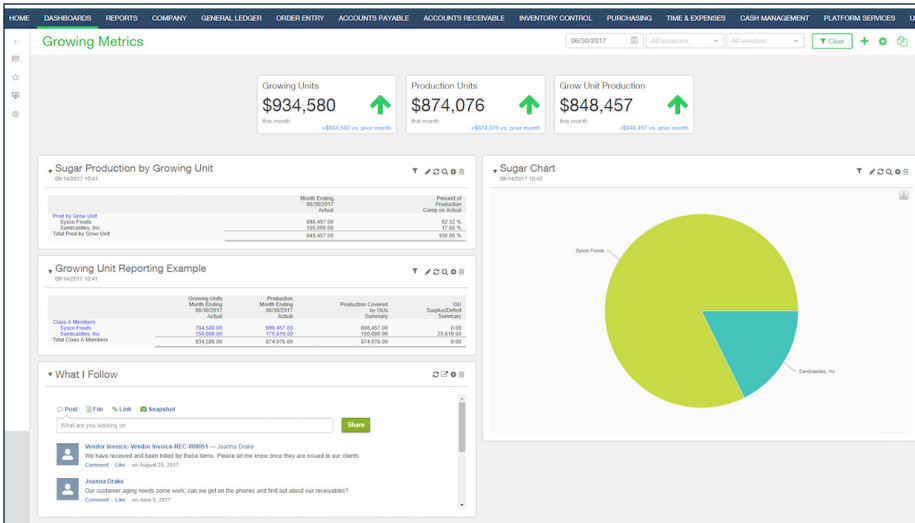 HOME DASHBOARDS REPORTS COMPANY GENERAL LEDGER ORDER ENTRY ACCOUNTS PAYABLE ACCOUNTS RECEIVABLE INVENTORY CONTROL PURCHASING TIME & EXPENSES CASH MANAGEMENT PLATFORM SERVICES U
Growing Metrics
06/30/2017 All locations All vendors Clear
Growing Units
$934,580
this month
+$934,580 vs. prior month
Production Units
$874,076
this month
+$874,076 vs. prior month
Grow Unit Production
$848,457
this month
+$848,457 vs. prior month
Sugar Production by Growing Unit
09/14/2017 10:41
Month Ending Percent of
06/30/2017 Production
Actual Comp on Actual
Prod by Grow Unit
Sysco Foods 698,457.00 82.32 %
Sandcastles, Inc 150,000.00 17.68 %
Total Prod by Grow Unit 848,457.00 100.00 %
Growing Unit Reporting Example
09/14/2017 10:41
Growing Units Production
Month Ending Month Ending GU
06/30/2017 06/30/2017 Production Covered by GUs Surplus/Deficit
Actual Actual Summary Summary
Class A Members
Sysco Foods 784,580.00 698,457.00 698,457.00 0.00
Sandcastles, Inc 150,000.00 175,619.00 150,000.00 25,619.00
Total Class A Members 934,580.00 874,076.00 874,076.00 0.00
What I Follow
Post File Link Snapshot
What are you working on Share
Vendor Invoice: Vendor Invoice-REC-000051 — Joanna Drake
We have received and been billed for these items. Please let me know once they are issued to our clients.
Comment · Like · on August 25, 2017
Joanna Drake
Our customer aging needs some work, can we get on the phones and find out about our receivables?
Comment · Like · on June 9, 2017
Sugar Chart
09/14/2017 10:42
Sysco Foods
Sandcastles, Inc